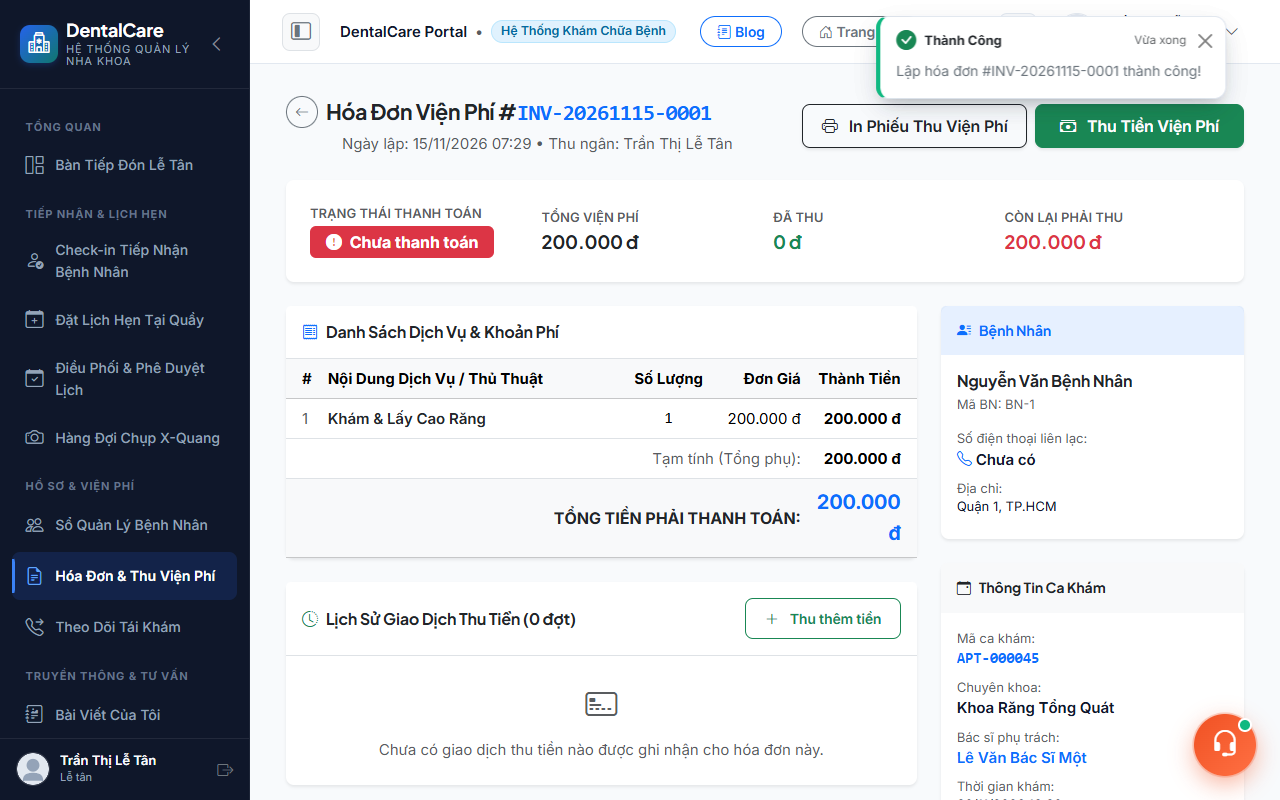 DentalCare
HỆ THỐNG QUẢN LÝ
NHA KHOA
TỔNG QUAN
Bàn Tiếp Đón Lễ Tân
TIẾP NHẬN & LỊCH HẸN
Check-in Tiếp Nhận
Bệnh Nhân
Đặt Lịch Hẹn Tại Quầy
Điều Phối & Phê Duyệt
Lịch
Hàng Đợi Chụp X-Quang
HỒ SƠ & VIỆN PHÍ
Sổ Quản Lý Bệnh Nhân
Hóa Đơn & Thu Viện Phí
Theo Dõi Tái Khám
TRUYỀN THÔNG & TƯ VẤN
Bài Viết Của Tôi
Trần Thị Lễ Tân
Lễ tân
DentalCare Portal • Hệ Thống Khám Chữa Bệnh
Blog
Trang
Thành Công
Vừa xong
Lập hóa đơn #INV-20261115-0001 thành công!
Hóa Đơn Viện Phí #INV-20261115-0001
Ngày lập: 15/11/2026 07:29 • Thu ngân: Trần Thị Lễ Tân
In Phiếu Thu Viện Phí
Thu Tiền Viện Phí
TRẠNG THÁI THANH TOÁN
Chưa thanh toán
TỔNG VIỆN PHÍ
200.000 đ
ĐÃ THU
0 đ
CÒN LẠI PHẢI THU
200.000 đ
Danh Sách Dịch Vụ & Khoản Phí
# Nội Dung Dịch Vụ / Thủ Thuật Số Lượng Đơn Giá Thành Tiền
1 Khám & Lấy Cao Răng 1 200.000 đ 200.000 đ
Tạm tính (Tổng phụ): 200.000 đ
TỔNG TIỀN PHẢI THANH TOÁN: 200.000
đ
Lịch Sử Giao Dịch Thu Tiền (0 đợt)
Thu thêm tiền
Chưa có giao dịch thu tiền nào được ghi nhận cho hóa đơn này.
Bệnh Nhân
Nguyễn Văn Bệnh Nhân
Mã BN: BN-1
Số điện thoại liên lạc:
Chưa có
Địa chỉ:
Quận 1, TP.HCM
Thông Tin Ca Khám
Mã ca khám:
APT-000045
Chuyên khoa:
Khoa Răng Tổng Quát
Bác sĩ phụ trách:
Lê Văn Bác Sĩ Một
Thời gian khám: